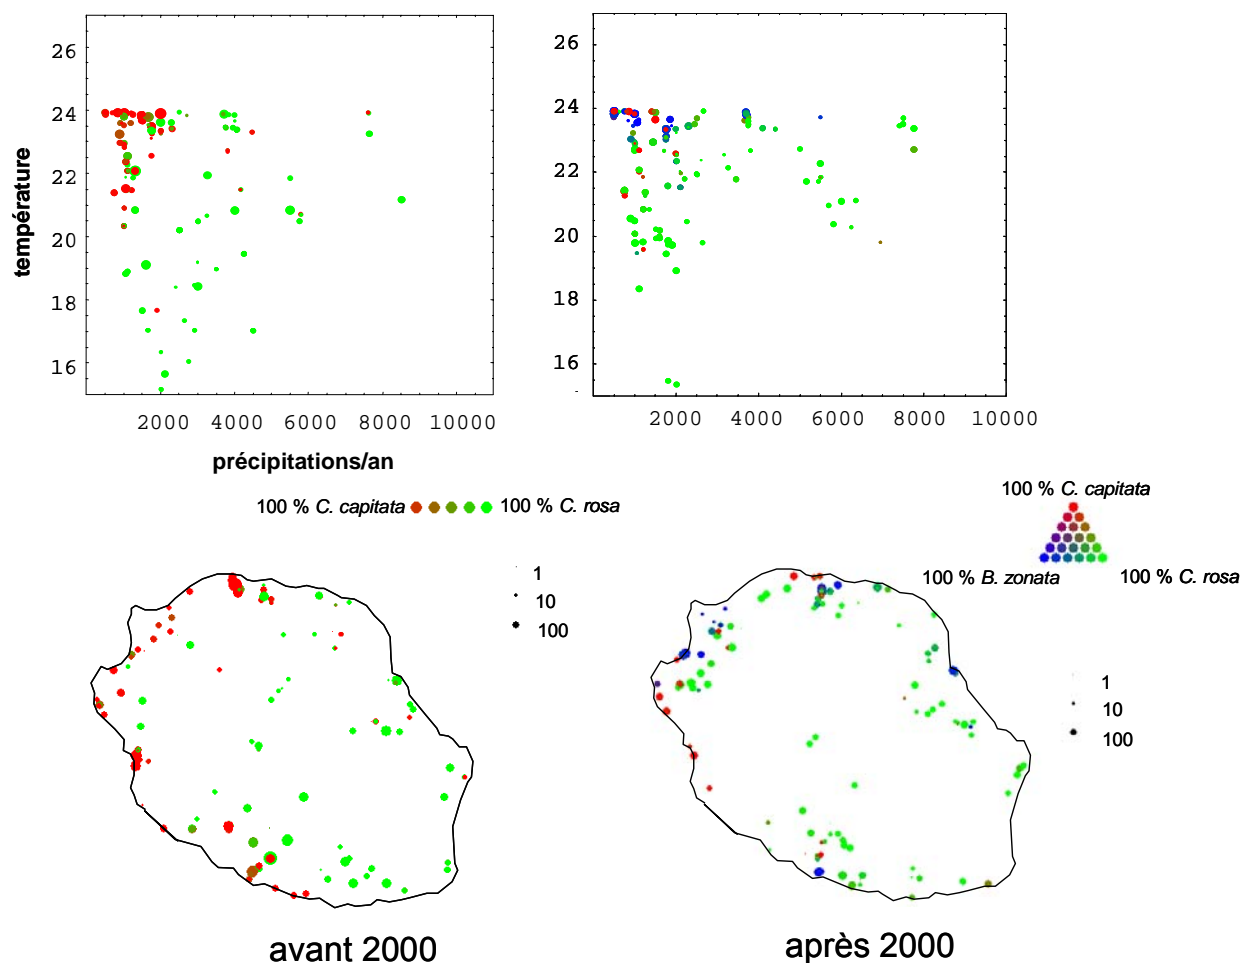 26
24
22
20
18
16
température
2000 4000 6000 8000 10000
précipitations/an
26
24
22
20
18
16
2000 4000 6000 8000 10000
100 % C. capitata
100 % C. rosa
1
10
100
avant 2000
100 % C. capitata
100 % B. zonata
100 % C. rosa
1
10
100
après 2000